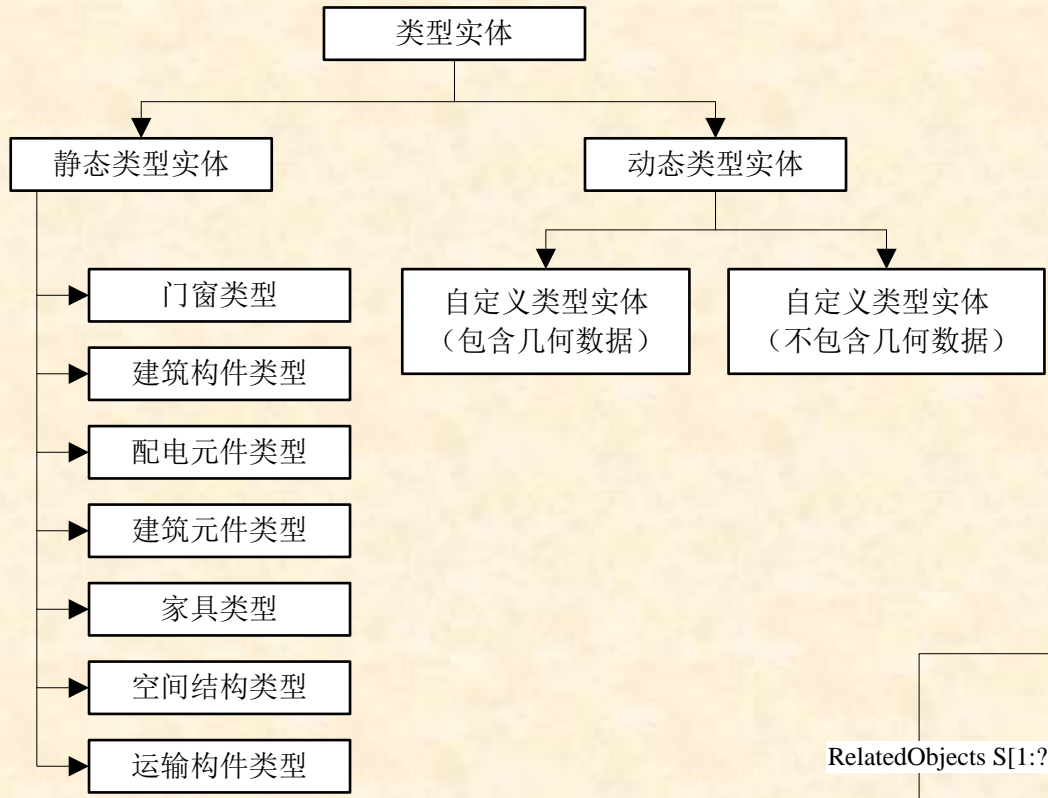 类型实体
静态类型实体
动态类型实体
门窗类型
建筑构件类型
配电元件类型
建筑元件类型
家具类型
空间结构类型
运输构件类型
自定义类型实体
（包含几何数据）
自定义类型实体
（不包含几何数据）
RelatedObjects S[1:?